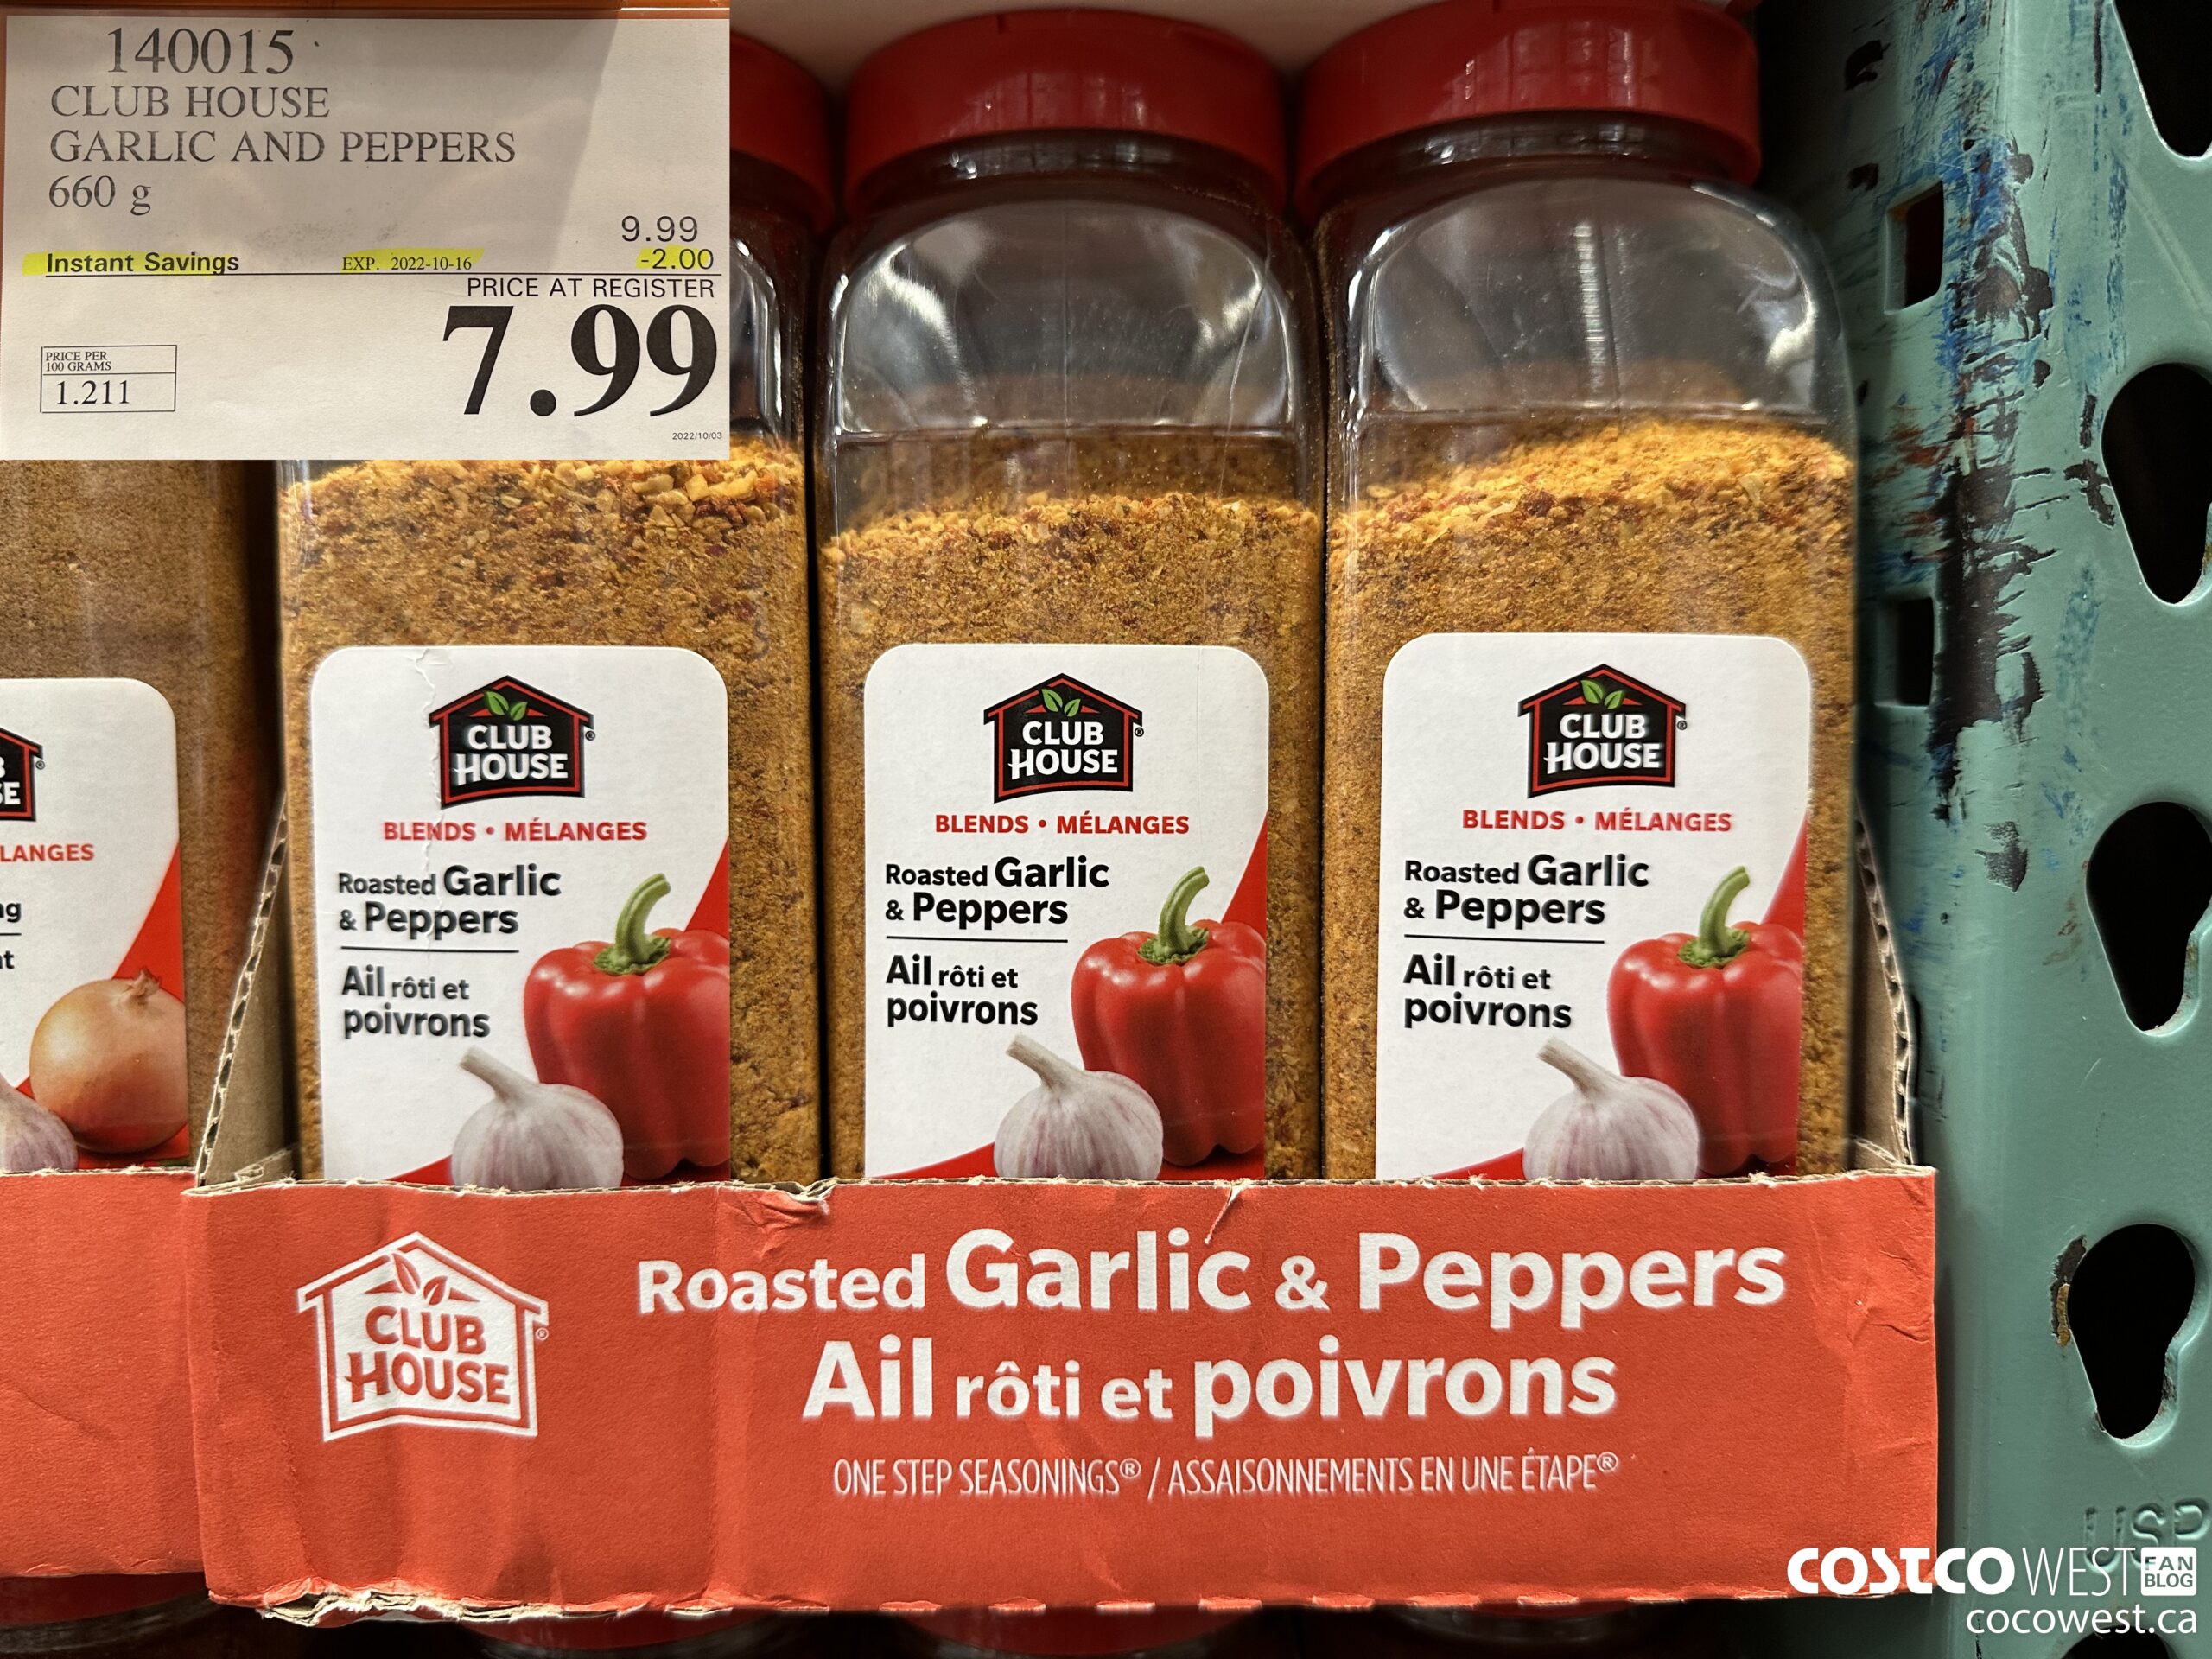 140015
CLUB HOUSE
GARLIC AND PEPPERS
660 g
9.99
Instant Savings EXP. 2022-10-16 -2.00
PRICE AT REGISTER
7.99
PRICE PER
100 GRAMS
1.211
2022/10/03
LANGES
CLUB
HOUSE
BLENDS • MÉLANGES
Roasted Garlic
& Peppers
Ail rôti et
poivrons
CLUB
HOUSE
BLENDS • MÉLANGES
Roasted Garlic
& Peppers
Ail rôti et
poivrons
CLUB
HOUSE
BLENDS • MÉLANGES
Roasted Garlic
& Peppers
Ail rôti et
poivrons
CLUB
HOUSE
Roasted Garlic & Peppers
Ail rôti et poivrons
ONE STEP SEASONINGS® / ASSAISONNEMENTS EN UNE ÉTAPE®
USP
COSTCO WEST FAN BLOG
cocowest.ca